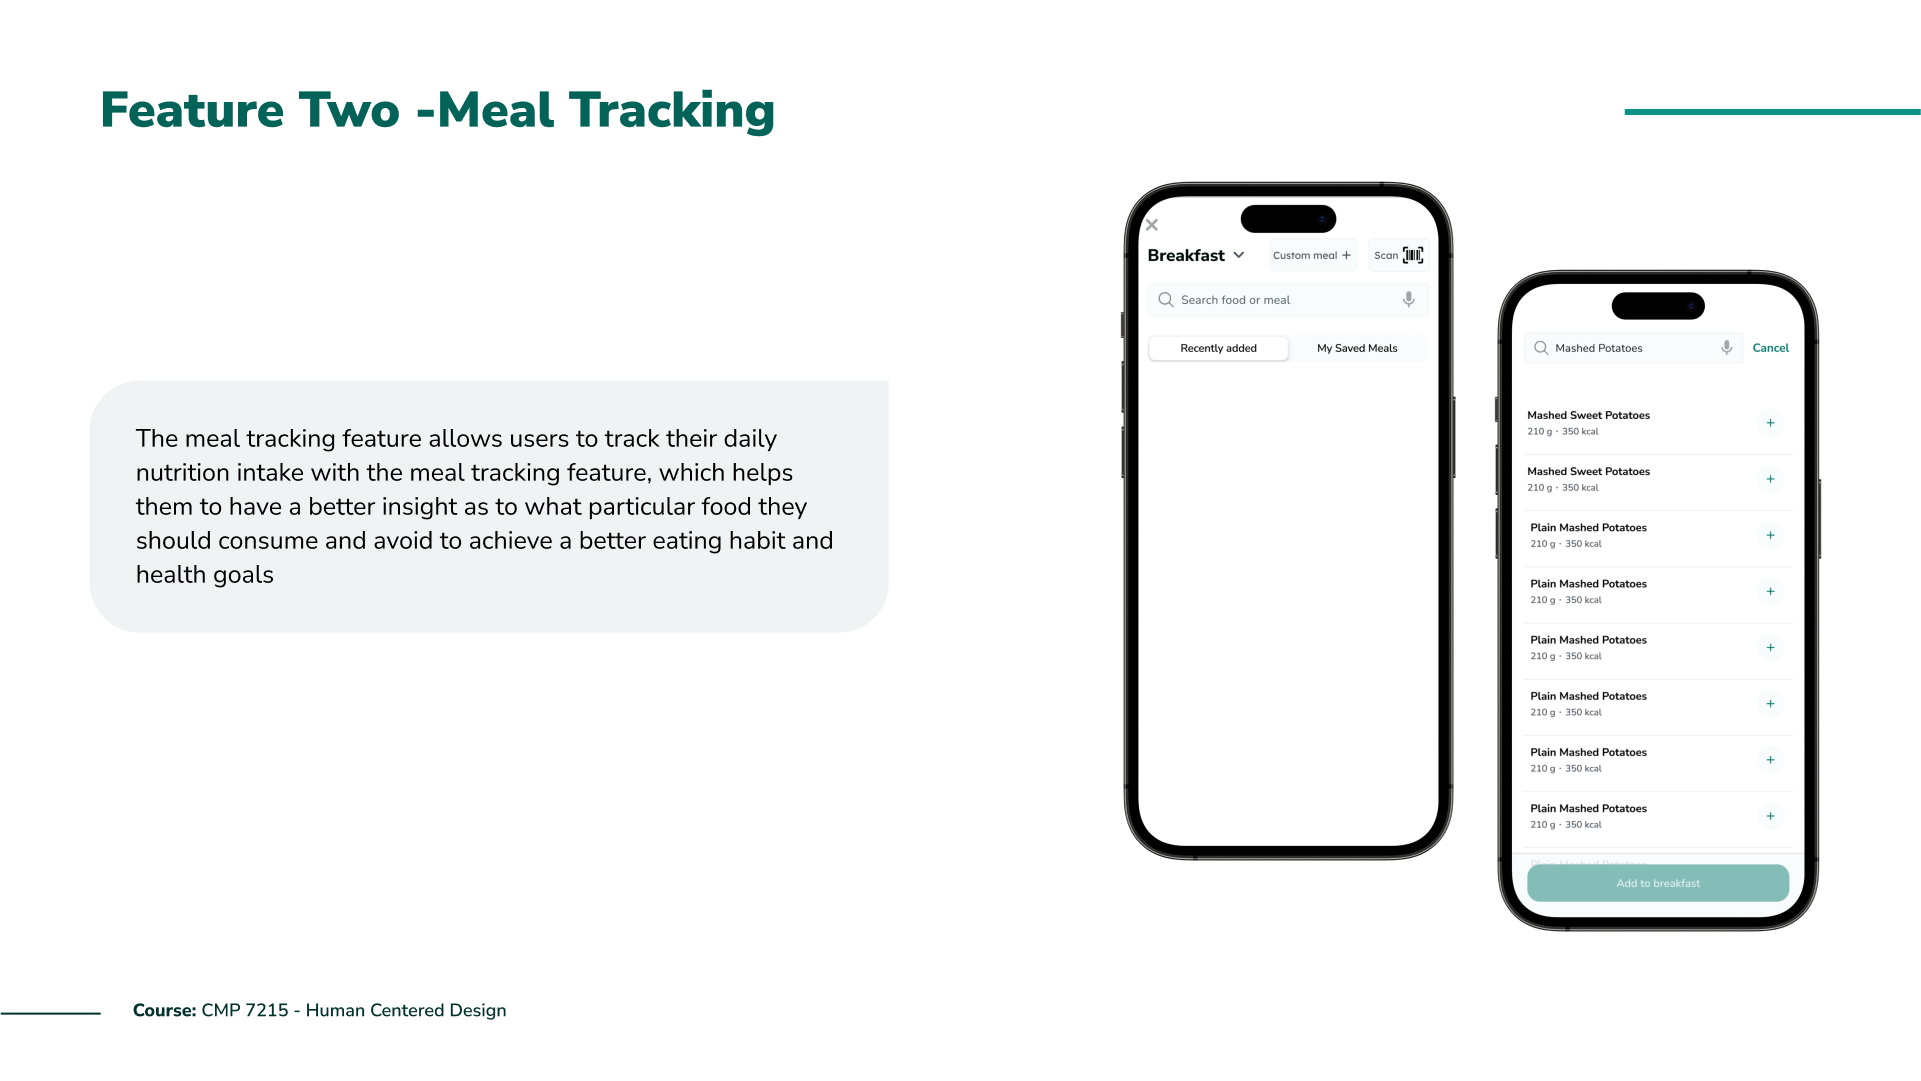 Feature Two -Meal Tracking
The meal tracking feature allows users to track their daily
nutrition intake with the meal tracking feature, which helps
them to have a better insight as to what particular food they
should consume and avoid to achieve a better eating habit and
health goals
Breakfast
Custom meal +
Scan
Search food or meal
Recently added
My Saved Meals
Mashed Potatoes
Cancel
Mashed Sweet Potatoes
210 g · 350 kcal
+
Mashed Sweet Potatoes
210 g · 350 kcal
+
Plain Mashed Potatoes
210 g · 350 kcal
+
Plain Mashed Potatoes
210 g · 350 kcal
+
Plain Mashed Potatoes
210 g · 350 kcal
+
Plain Mashed Potatoes
210 g · 350 kcal
+
Plain Mashed Potatoes
210 g · 350 kcal
+
Plain Mashed Potatoes
210 g · 350 kcal
+
Plain Mashed Potatoes
Add to breakfast
Course: CMP 7215 - Human Centered Design